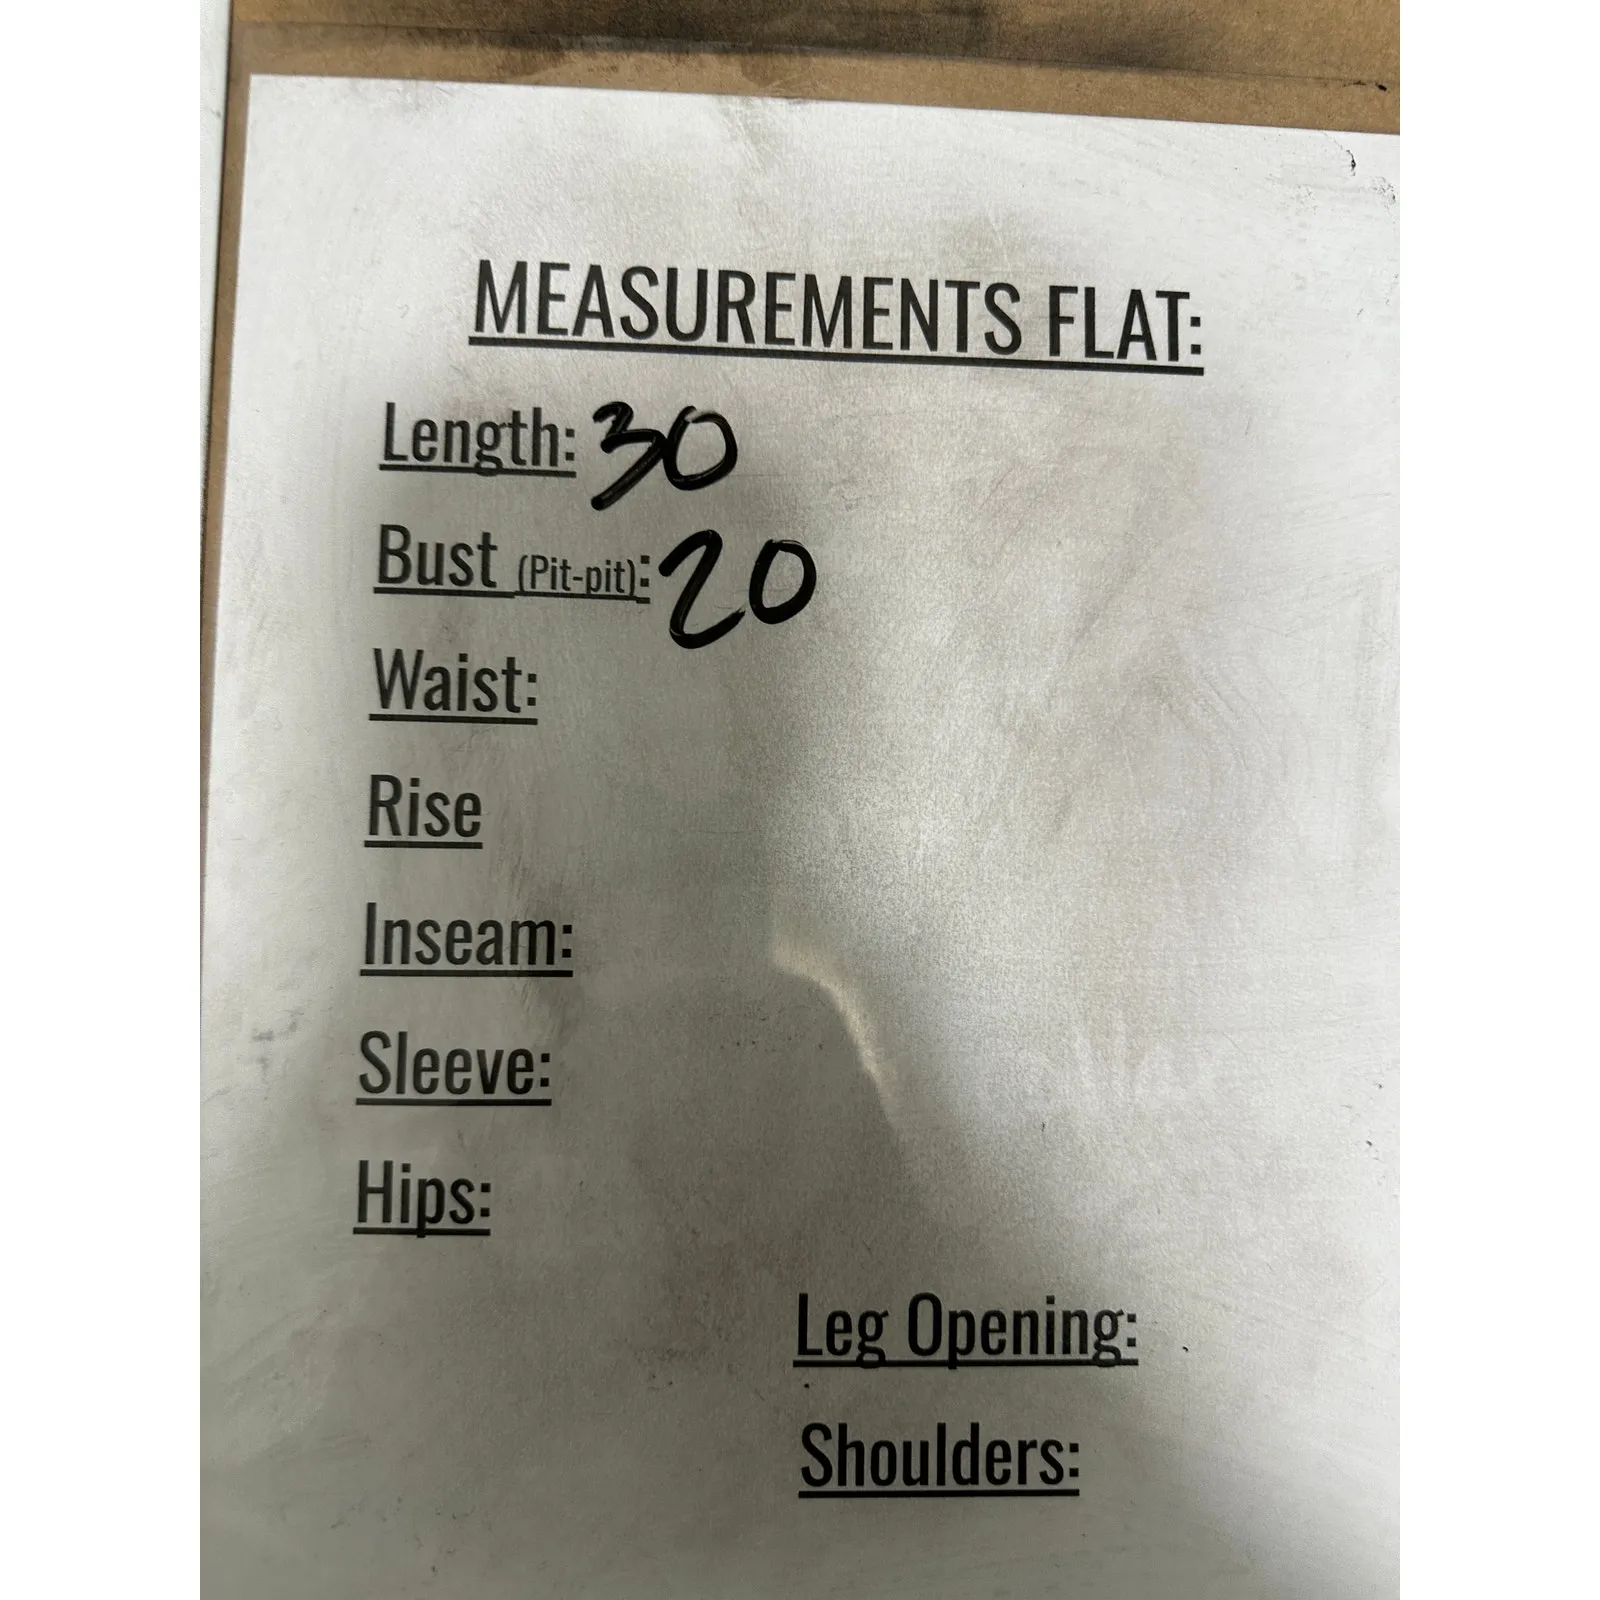 MEASUREMENTS FLAT:
Length: 30
Bust (Pit-pit): 20
Waist:
Rise
Inseam:
Sleeve:
Hips:
Leg Opening:
Shoulders: